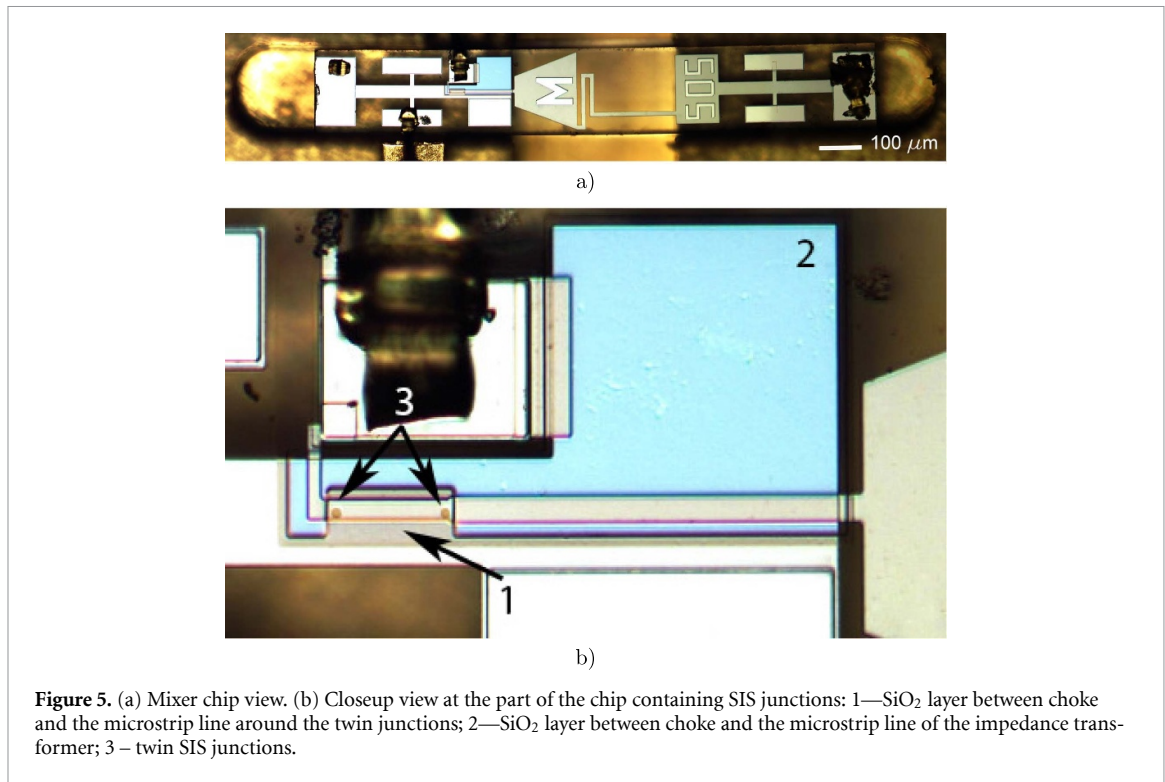 M
SOS
100 μm
a)
2
3
1
b)
Figure 5. (a) Mixer chip view. (b) Closeup view at the part of the chip containing SIS junctions: 1—SiO₂ layer between choke
and the microstrip line around the twin junctions; 2—SiO₂ layer between choke and the microstrip line of the impedance trans-
former; 3 – twin SIS junctions.